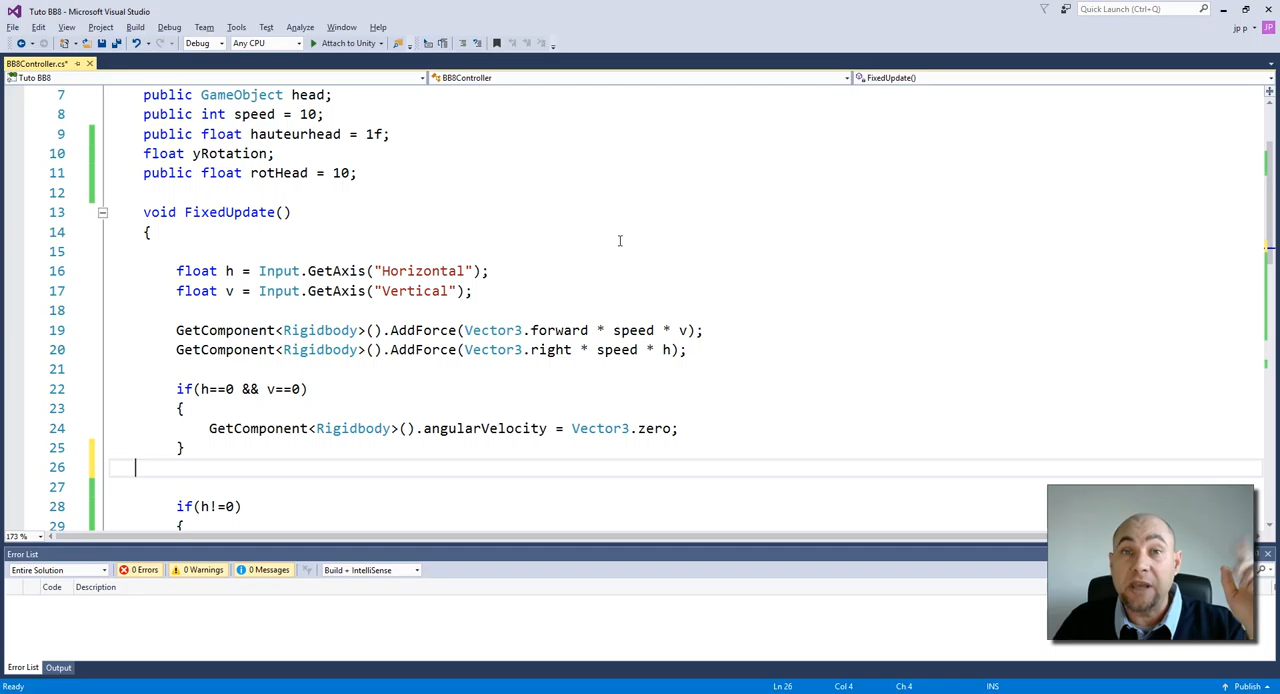 Tuto BB8 - Microsoft Visual Studio
Quick Launch (Ctrl+Q)
File Edit View Project Build Debug Team Tools Test Analyze Window Help
jp p
JP
Debug Any CPU Attach to Unity
BB8Controller.cs*
Tuto BB8 BB8Controller FixedUpdate()
7 public GameObject head;
8 public int speed = 10;
9 public float hauteurhead = 1f;
10 float yRotation;
11 public float rotHead = 10;
12
13 void FixedUpdate()
14 {
15
16 float h = Input.GetAxis("Horizontal");
17 float v = Input.GetAxis("Vertical");
18
19 GetComponent<Rigidbody>().AddForce(Vector3.forward * speed * v);
20 GetComponent<Rigidbody>().AddForce(Vector3.right * speed * h);
21
22 if(h==0 && v==0)
23 {
24 GetComponent<Rigidbody>().angularVelocity = Vector3.zero;
25 }
26
27
28 if(h!=0)
29 {
173 %
Error List
Entire Solution 0 Errors 0 Warnings 0 Messages Build + IntelliSense
Code Description
Error List Output
Ready Ln 26 Col 4 Ch 4 INS Publish